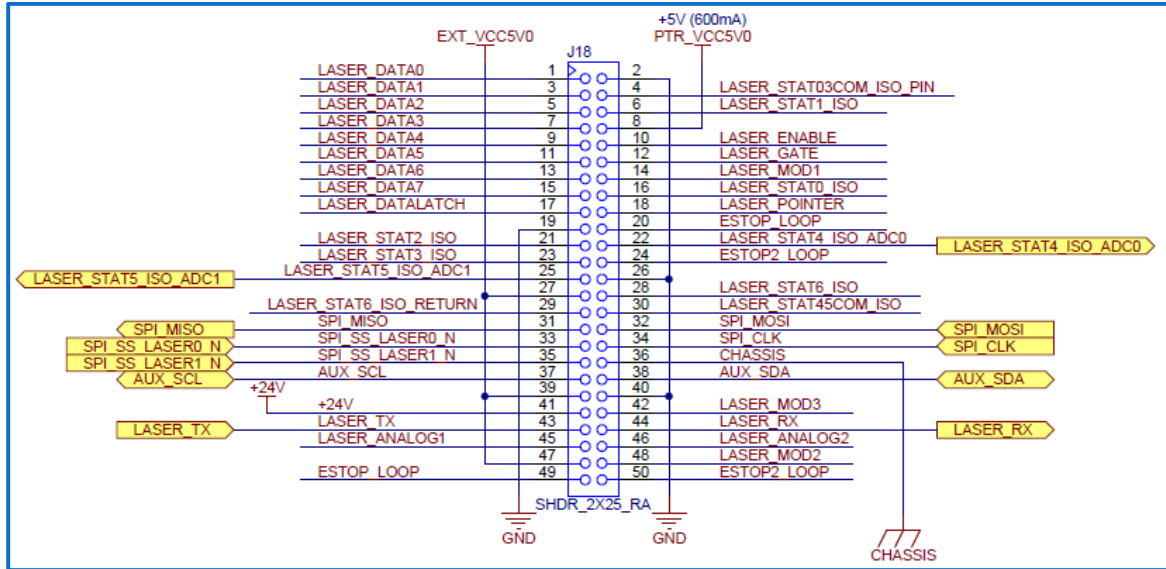 +5V (600mA)
EXT_VCC5V0 PTR_VCC5V0
J18
LASER_DATA0 1 2
LASER_DATA1 3 4 LASER_STAT03COM_ISO_PIN
LASER_DATA2 5 6 LASER_STAT1_ISO
LASER_DATA3 7 8
LASER_DATA4 9 10 LASER_ENABLE
LASER_DATA5 11 12 LASER_GATE
LASER_DATA6 13 14 LASER_MOD1
LASER_DATA7 15 16 LASER_STAT0_ISO
LASER_DATALATCH 17 18 LASER_POINTER
19 20 ESTOP_LOOP
LASER_STAT2_ISO 21 22 LASER_STAT4_ISO_ADC0 LASER_STAT4_ISO_ADC0
LASER_STAT3_ISO 23 24 ESTOP2_LOOP
LASER_STAT5_ISO_ADC1 LASER_STAT5_ISO_ADC1 25 26
27 28 LASER_STAT6_ISO
LASER_STAT6_ISO_RETURN 29 30 LASER_STAT45COM_ISO
SPI_MISO SPI_MISO 31 32 SPI_MOSI SPI_MOSI
SPI_SS_LASER0_N SPI_SS_LASER0_N 33 34 SPI_CLK SPI_CLK
SPI_SS_LASER1_N SPI_SS_LASER1_N 35 36 CHASSIS
AUX_SCL AUX_SCL 37 38 AUX_SDA AUX_SDA
+24V 39 40
+24V 41 42 LASER_MOD3
LASER_TX LASER_TX 43 44 LASER_RX LASER_RX
LASER_ANALOG1 45 46 LASER_ANALOG2
47 48 LASER_MOD2
ESTOP_LOOP 49 50 ESTOP2_LOOP
SHDR_2X25_RA
GND GND
CHASSIS